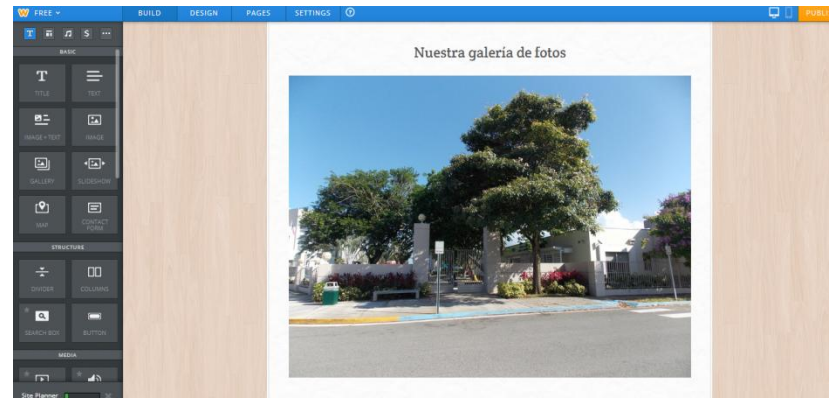 FREE
BUILD DESIGN PAGES SETTINGS ?
PUBLI
T $ ...
BASIC
T
TITLE TEXT
IMAGE + TEXT IMAGE
GALLERY SLIDESHOW
MAP CONTACT
FORM
STRUCTURE
DIVIDER COLUMNS
SEARCH BOX BUTTON
MEDIA
Site Planner
Nuestra galería de fotos